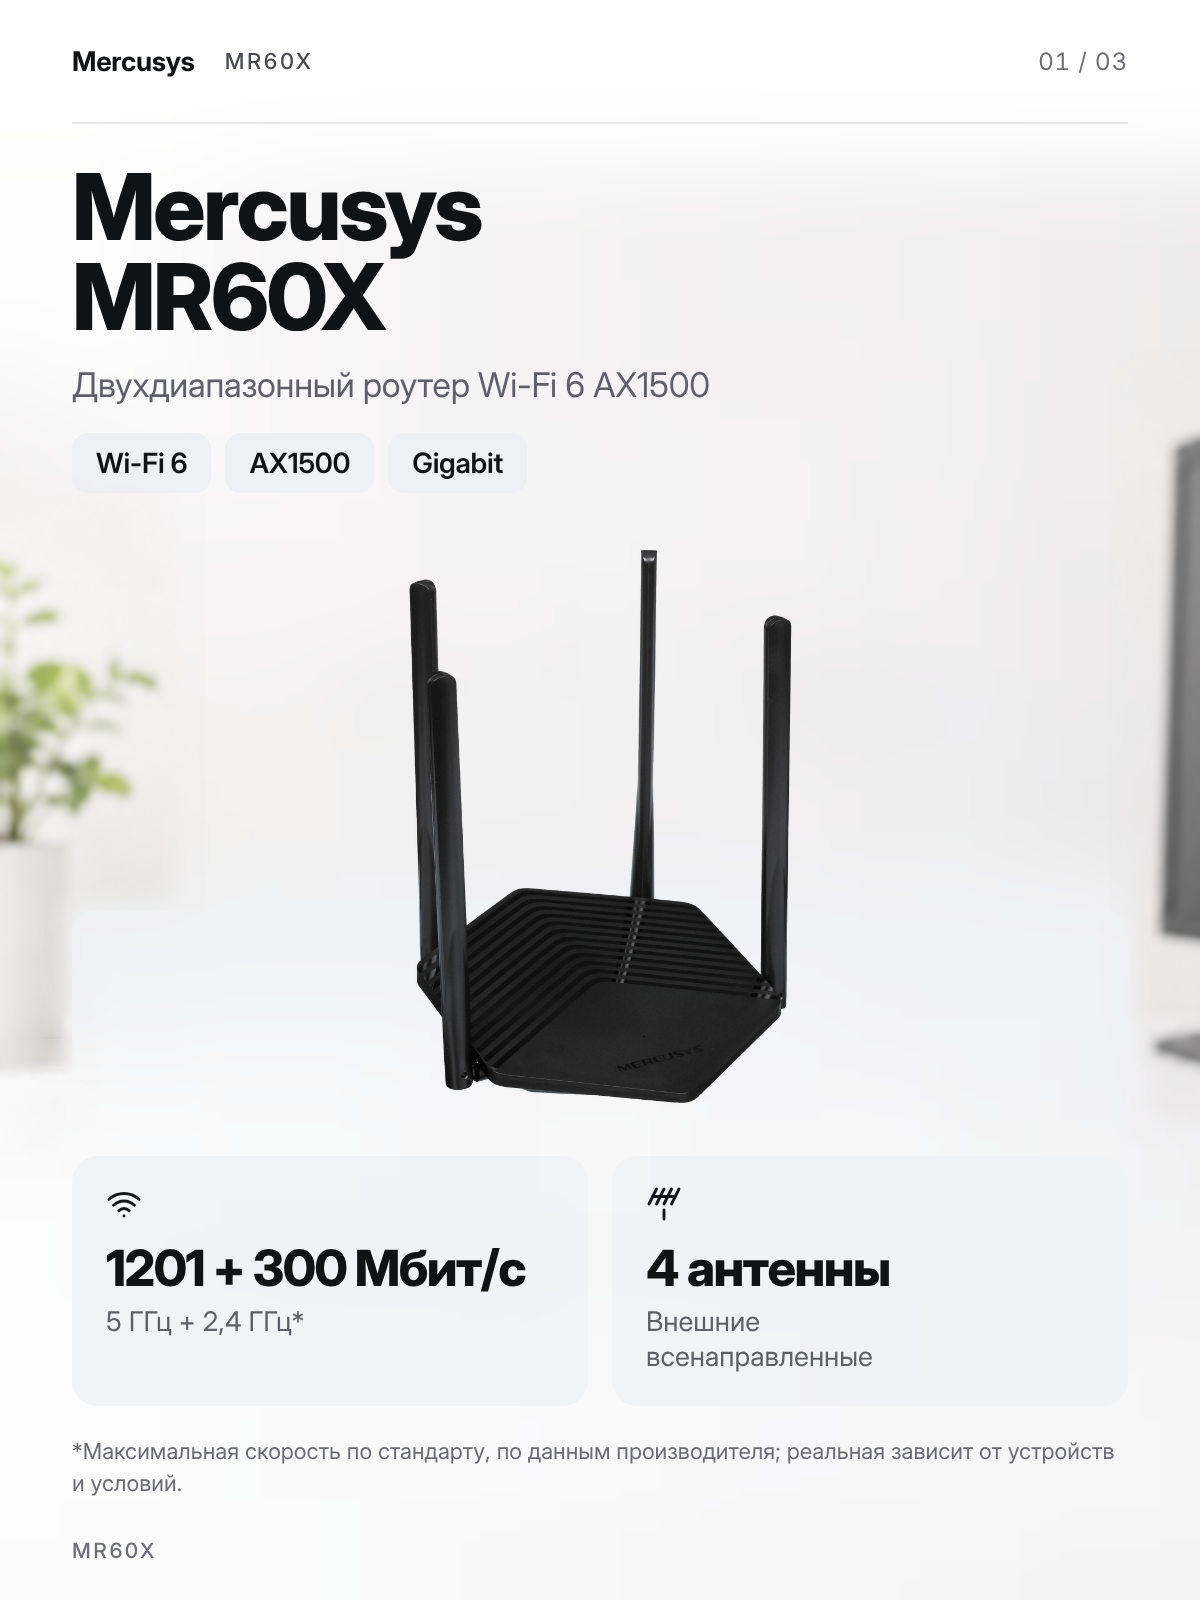 Mercusys MR60X 01 / 03
Mercusys
MR60X
Двухдиапазонный роутер Wi-Fi 6 AX1500
Wi-Fi 6 AX1500 Gigabit
MERCUSYS
1201 + 300 Мбит/с
5 ГГц + 2,4 ГГц*
4 антенны
Внешние
всенаправленные
*Максимальная скорость по стандарту, по данным производителя; реальная зависит от устройств
и условий.
MR60X